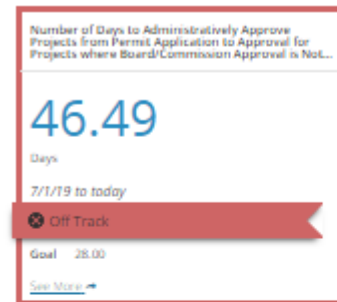 Number of Days to Administratively Approve
Projects from Permit Application to Approval for
Projects where Board/Commission Approval is Not...
46.49
Days
7/1/19 to today
Off Track
Goal 28.00
See More